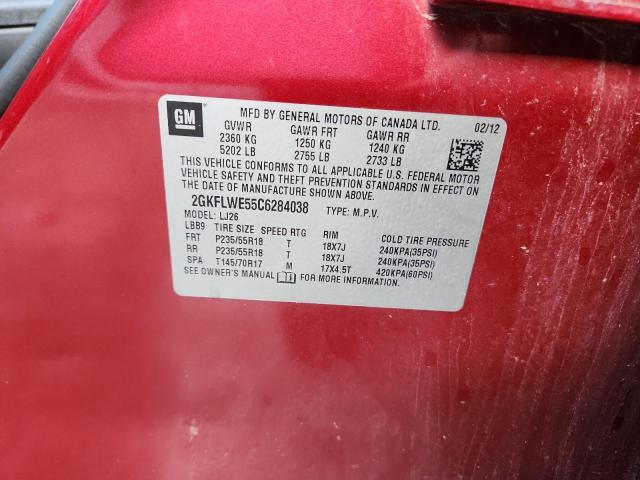 GM
MFD BY GENERAL MOTORS OF CANADA LTD. 02/12
GVWR GAWR FRT GAWR RR
2360 KG 1250 KG 1240 KG
5202 LB 2755 LB 2733 LB
THIS VEHICLE CONFORMS TO ALL APPLICABLE U.S. FEDERAL MOTOR
VEHICLE SAFETY AND THEFT PREVENTION STANDARDS IN EFFECT ON
THE DATE OF MANUFACTURE SHOWN ABOVE.
2GKFLWE55C6284038 TYPE: M.P.V.
MODEL: LJ26
LBB9 TIRE SIZE SPEED RTG RIM COLD TIRE PRESSURE
FRT P235/55R18 T 18X7J 240KPA(35PSI)
RR P235/55R18 T 18X7J 240KPA(35PSI)
SPA T145/70R17 M 17X4.5T 420KPA(60PSI)
SEE OWNER'S MANUAL FOR MORE INFORMATION.